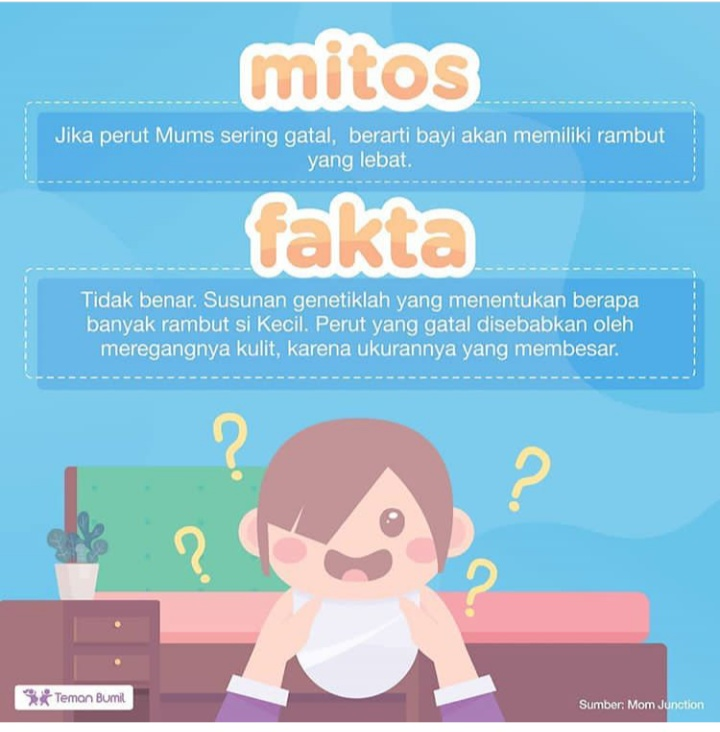 mitos
Jika perut Mums sering gatal, berarti bayi akan memiliki rambut
yang lebat.
fakta
Tidak benar. Susunan genetiklah yang menentukan berapa
banyak rambut si Kecil. Perut yang gatal disebabkan oleh
meregangnya kulit, karena ukurannya yang membesar.
?
?
?
?
Teman Bumil
Sumber: Mom Junction